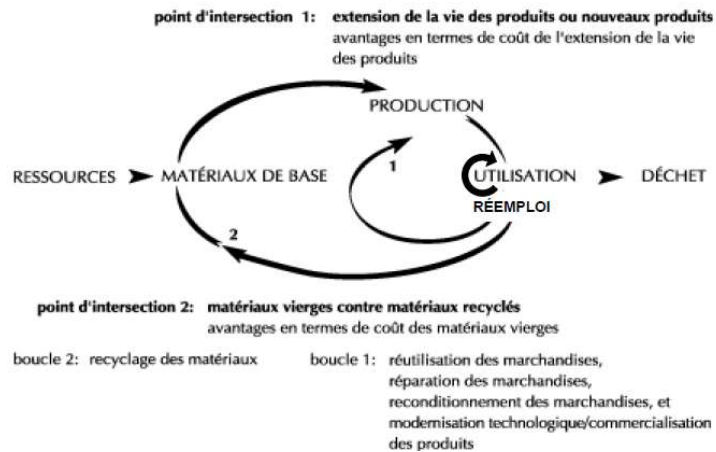 point d'intersection 1: extension de la vie des produits ou nouveaux produits
avantages en termes de coût de l'extension de la vie
des produits
PRODUCTION
1
RESSOURCES
MATÉRIAUX DE BASE
UTILISATION
DÉCHET
RÉEMPLOI
2
point d'intersection 2: matériaux vierges contre matériaux recyclés
avantages en termes de coût des matériaux vierges
boucle 2: recyclage des matériaux
boucle 1: réutilisation des marchandises,
réparation des marchandises,
reconditionnement des marchandises, et
modernisation technologique/commercialisation
des produits